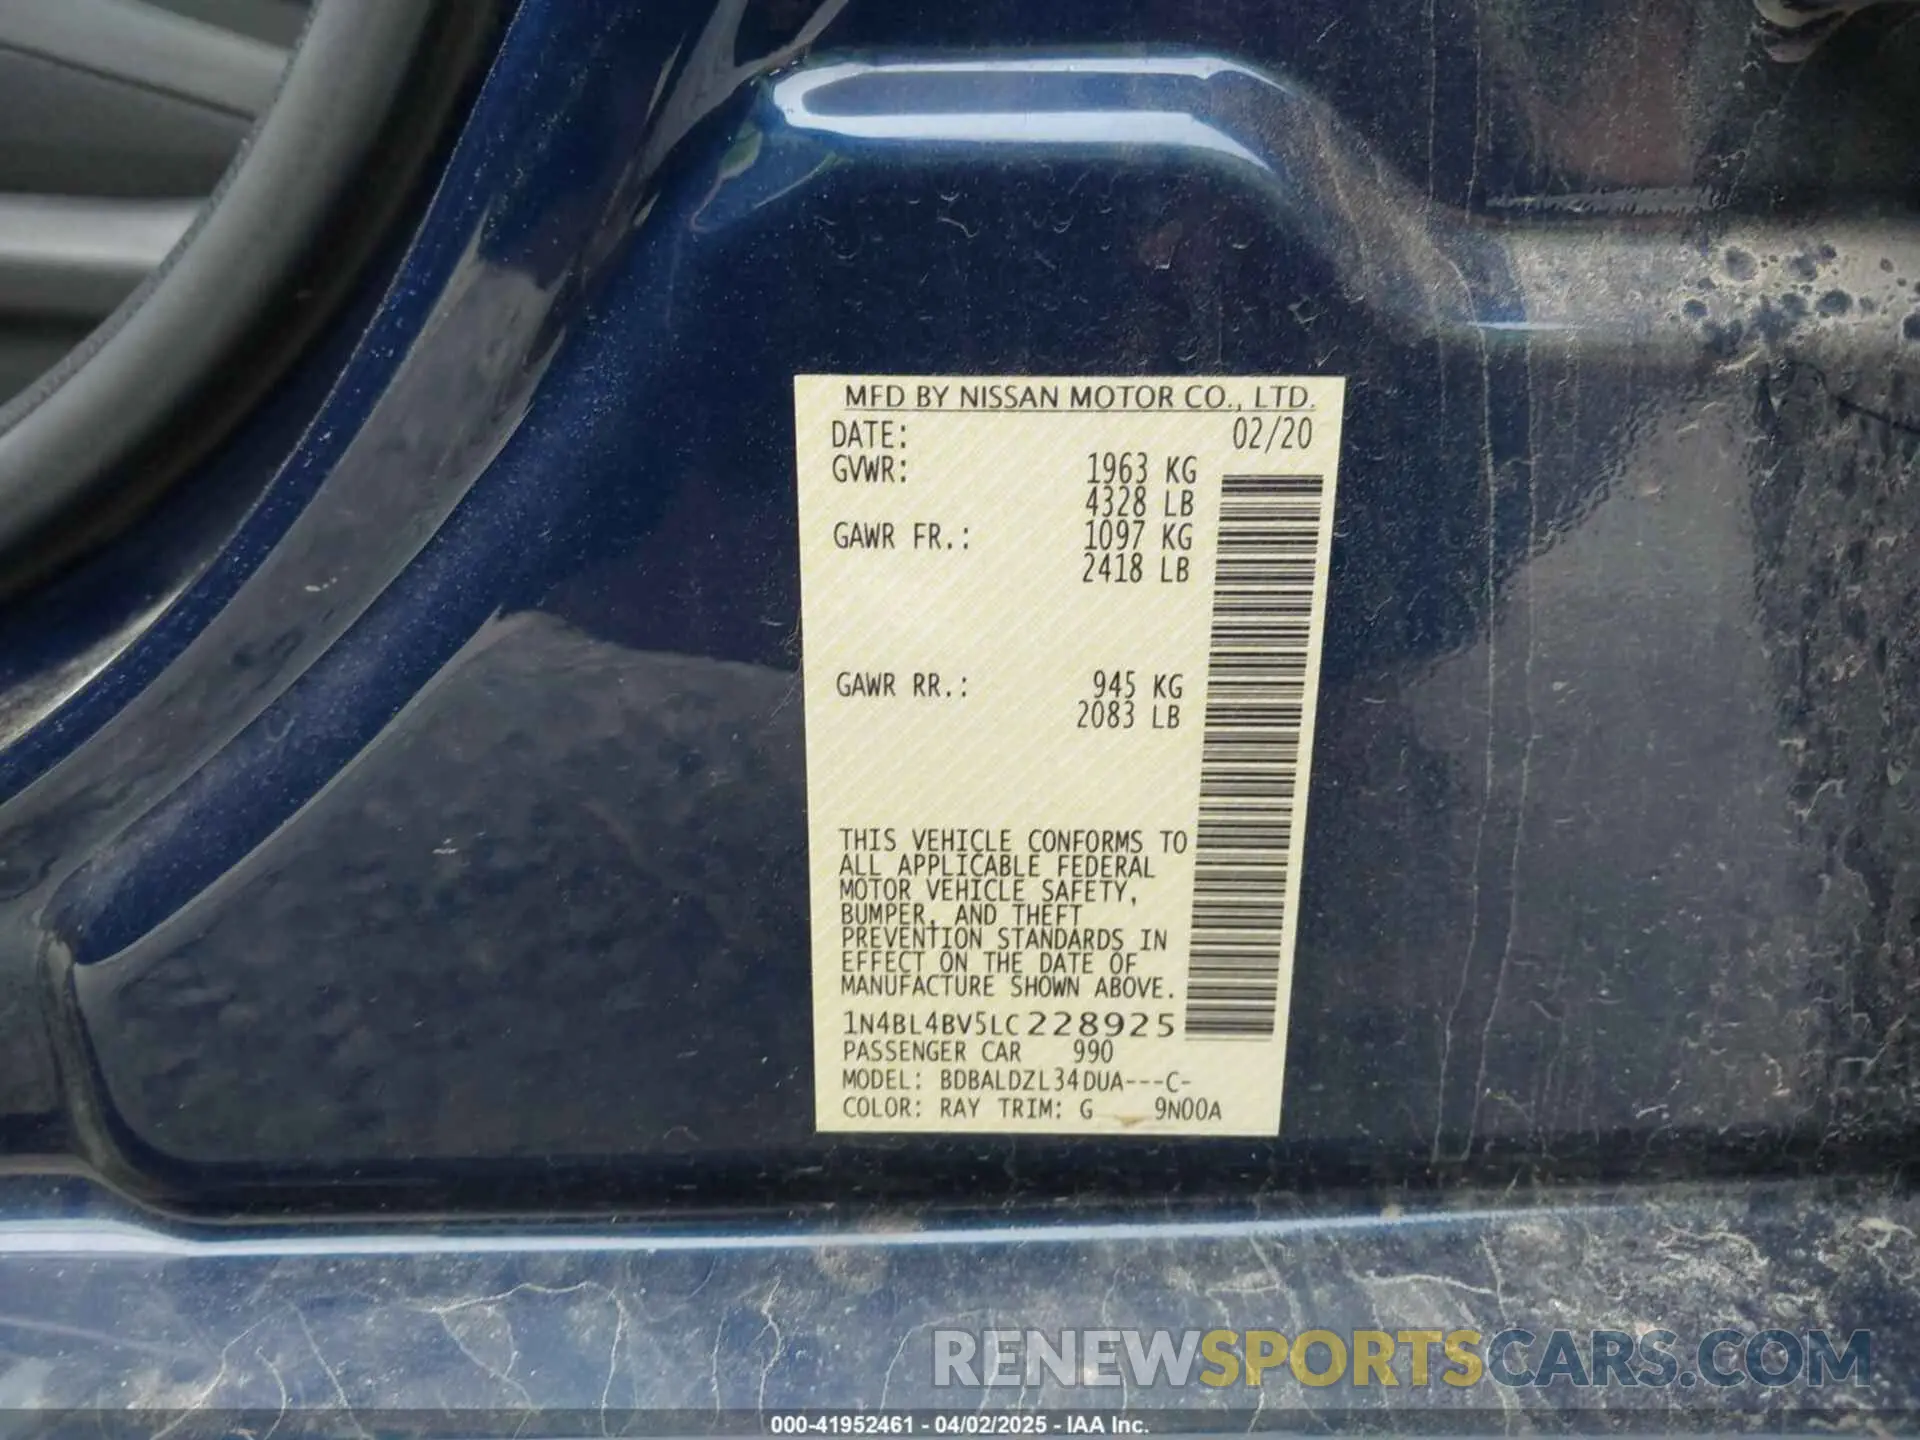 MFD BY NISSAN MOTOR CO., LTD.
DATE: 02/20
GVWR: 1963 KG
4328 LB
GAWR FR.: 1097 KG
2418 LB
GAWR RR.: 945 KG
2083 LB
THIS VEHICLE CONFORMS TO
ALL APPLICABLE FEDERAL
MOTOR VEHICLE SAFETY,
BUMPER, AND THEFT
PREVENTION STANDARDS IN
EFFECT ON THE DATE OF
MANUFACTURE SHOWN ABOVE.
1N4BL4BV5LC228925
PASSENGER CAR 990
MODEL: BDBALDZL34DUA---C-
COLOR: RAY TRIM: G 9N00A
RENEWSPORTSCARS.COM
000-41952461 - 04/02/2025 - IAA Inc.